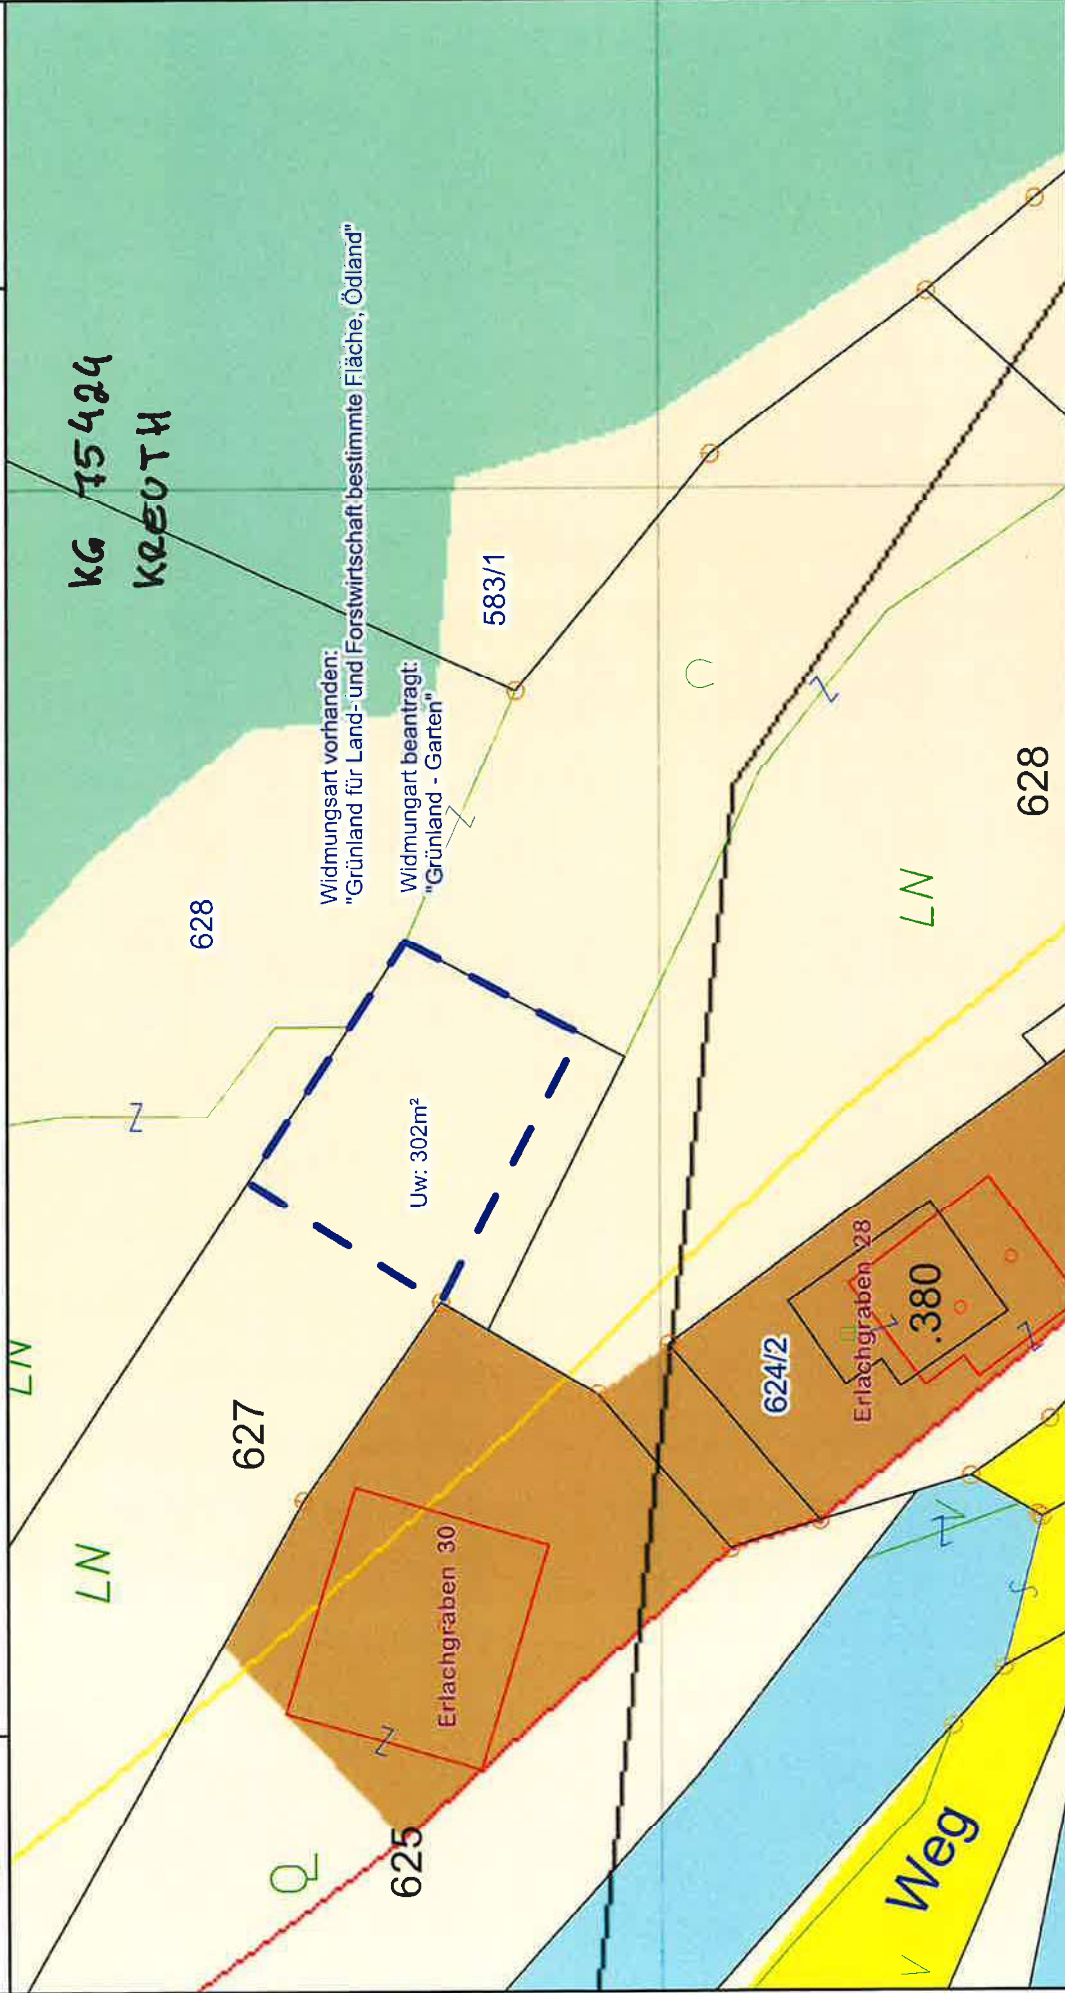 KG 75424
KREUTH
Widmungsart vorhanden:
"Grünland für Land- und Forstwirtschaft bestimmte Fläche, Ödland"
Widmungart beantragt:
"Grünland - Garten"
583/1
628
Uw: 302m²
LN
LN
627
628
LN
624/2
Erlachgraben 28
.380
Erlachgraben 30
625
Weg